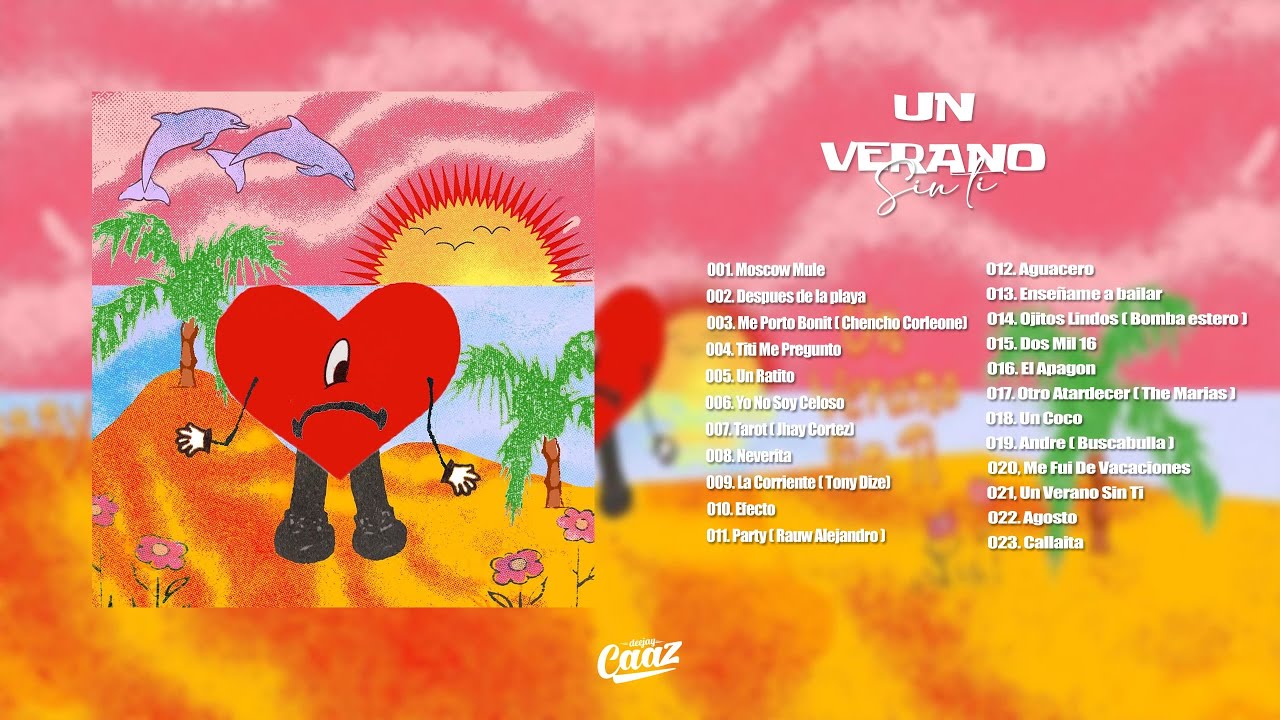 UN
VERANO
Sin ti
001. Moscow Mule
002. Despues de la playa
003. Me Porto Bonit ( Chencho Corleone)
004. Titi Me Pregunto
005. Un Ratito
006. Yo No Soy Celoso
007. Tarot ( Jhay Cortez)
008. Neverita
009. La Corriente ( Tony Dize)
010. Efecto
011. Party ( Rauw Alejandro )
012. Aguacero
013. Enseñame a bailar
014. Ojitos Lindos ( Bomba estero )
015. Dos Mil 16
016. El Apagon
017. Otro Atardecer ( The Marias )
018. Un Coco
019. Andre ( Buscabulla )
020, Me Fui De Vacaciones
021, Un Verano Sin Ti
022. Agosto
023. Callaita
deejay
Caaz